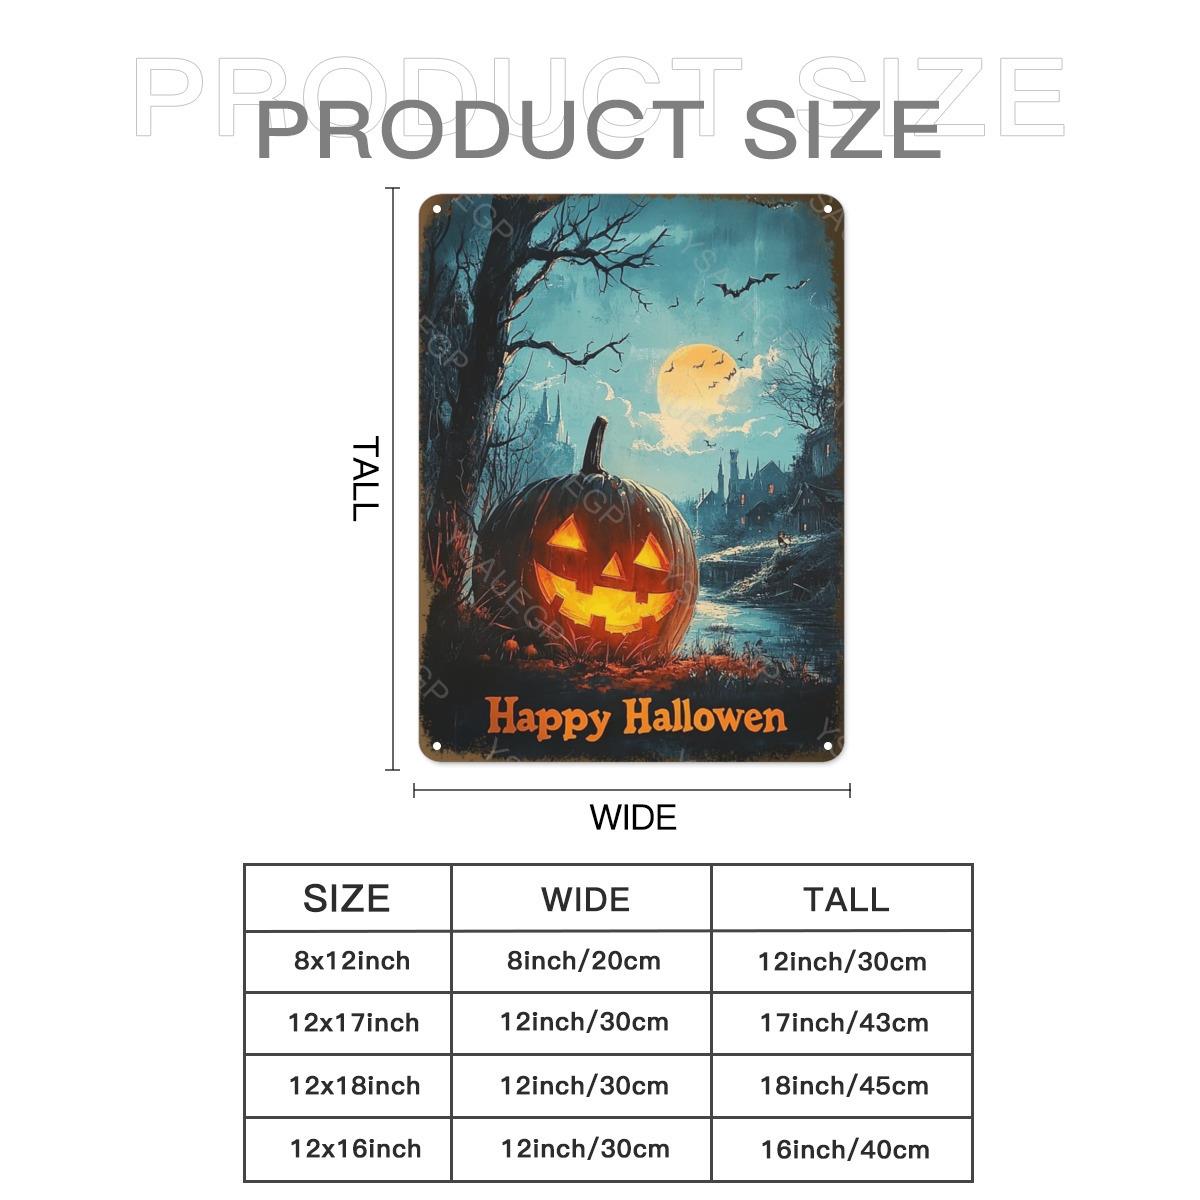 PRODUCT SIZE
PRODUCT SIZE
TALL
YSAUEGP
Happy Hallowen
WIDE
SIZE WIDE TALL
8x12inch 8inch/20cm 12inch/30cm
12x17inch 12inch/30cm 17inch/43cm
12x18inch 12inch/30cm 18inch/45cm
12x16inch 12inch/30cm 16inch/40cm